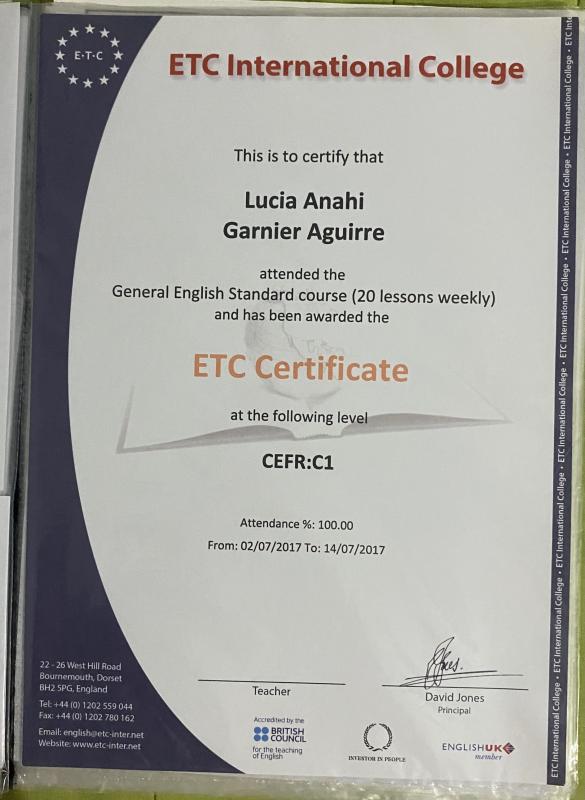 E·T·C
ETC International College
This is to certify that
Lucia Anahi
Garnier Aguirre
attended the
General English Standard course (20 lessons weekly)
and has been awarded the
ETC Certificate
at the following level
CEFR:C1
Attendance %: 100.00
From: 02/07/2017 To: 14/07/2017
22 - 26 West Hill Road
Bournemouth, Dorset
BH2 5PG, England
Tel: +44 (0) 1202 559 044
Fax: +44 (0) 1202 780 162
Email: english@etc-inter.net
Website: www.etc-inter.net
Teacher
David Jones
Principal
Accredited by the
BRITISH
COUNCIL
for the teaching
of English
INVESTOR IN PEOPLE
ENGLISHUK
member
ETC International College • ETC International College • ETC International College • ETC International College • ETC International College • ETC International College • ETC Inte